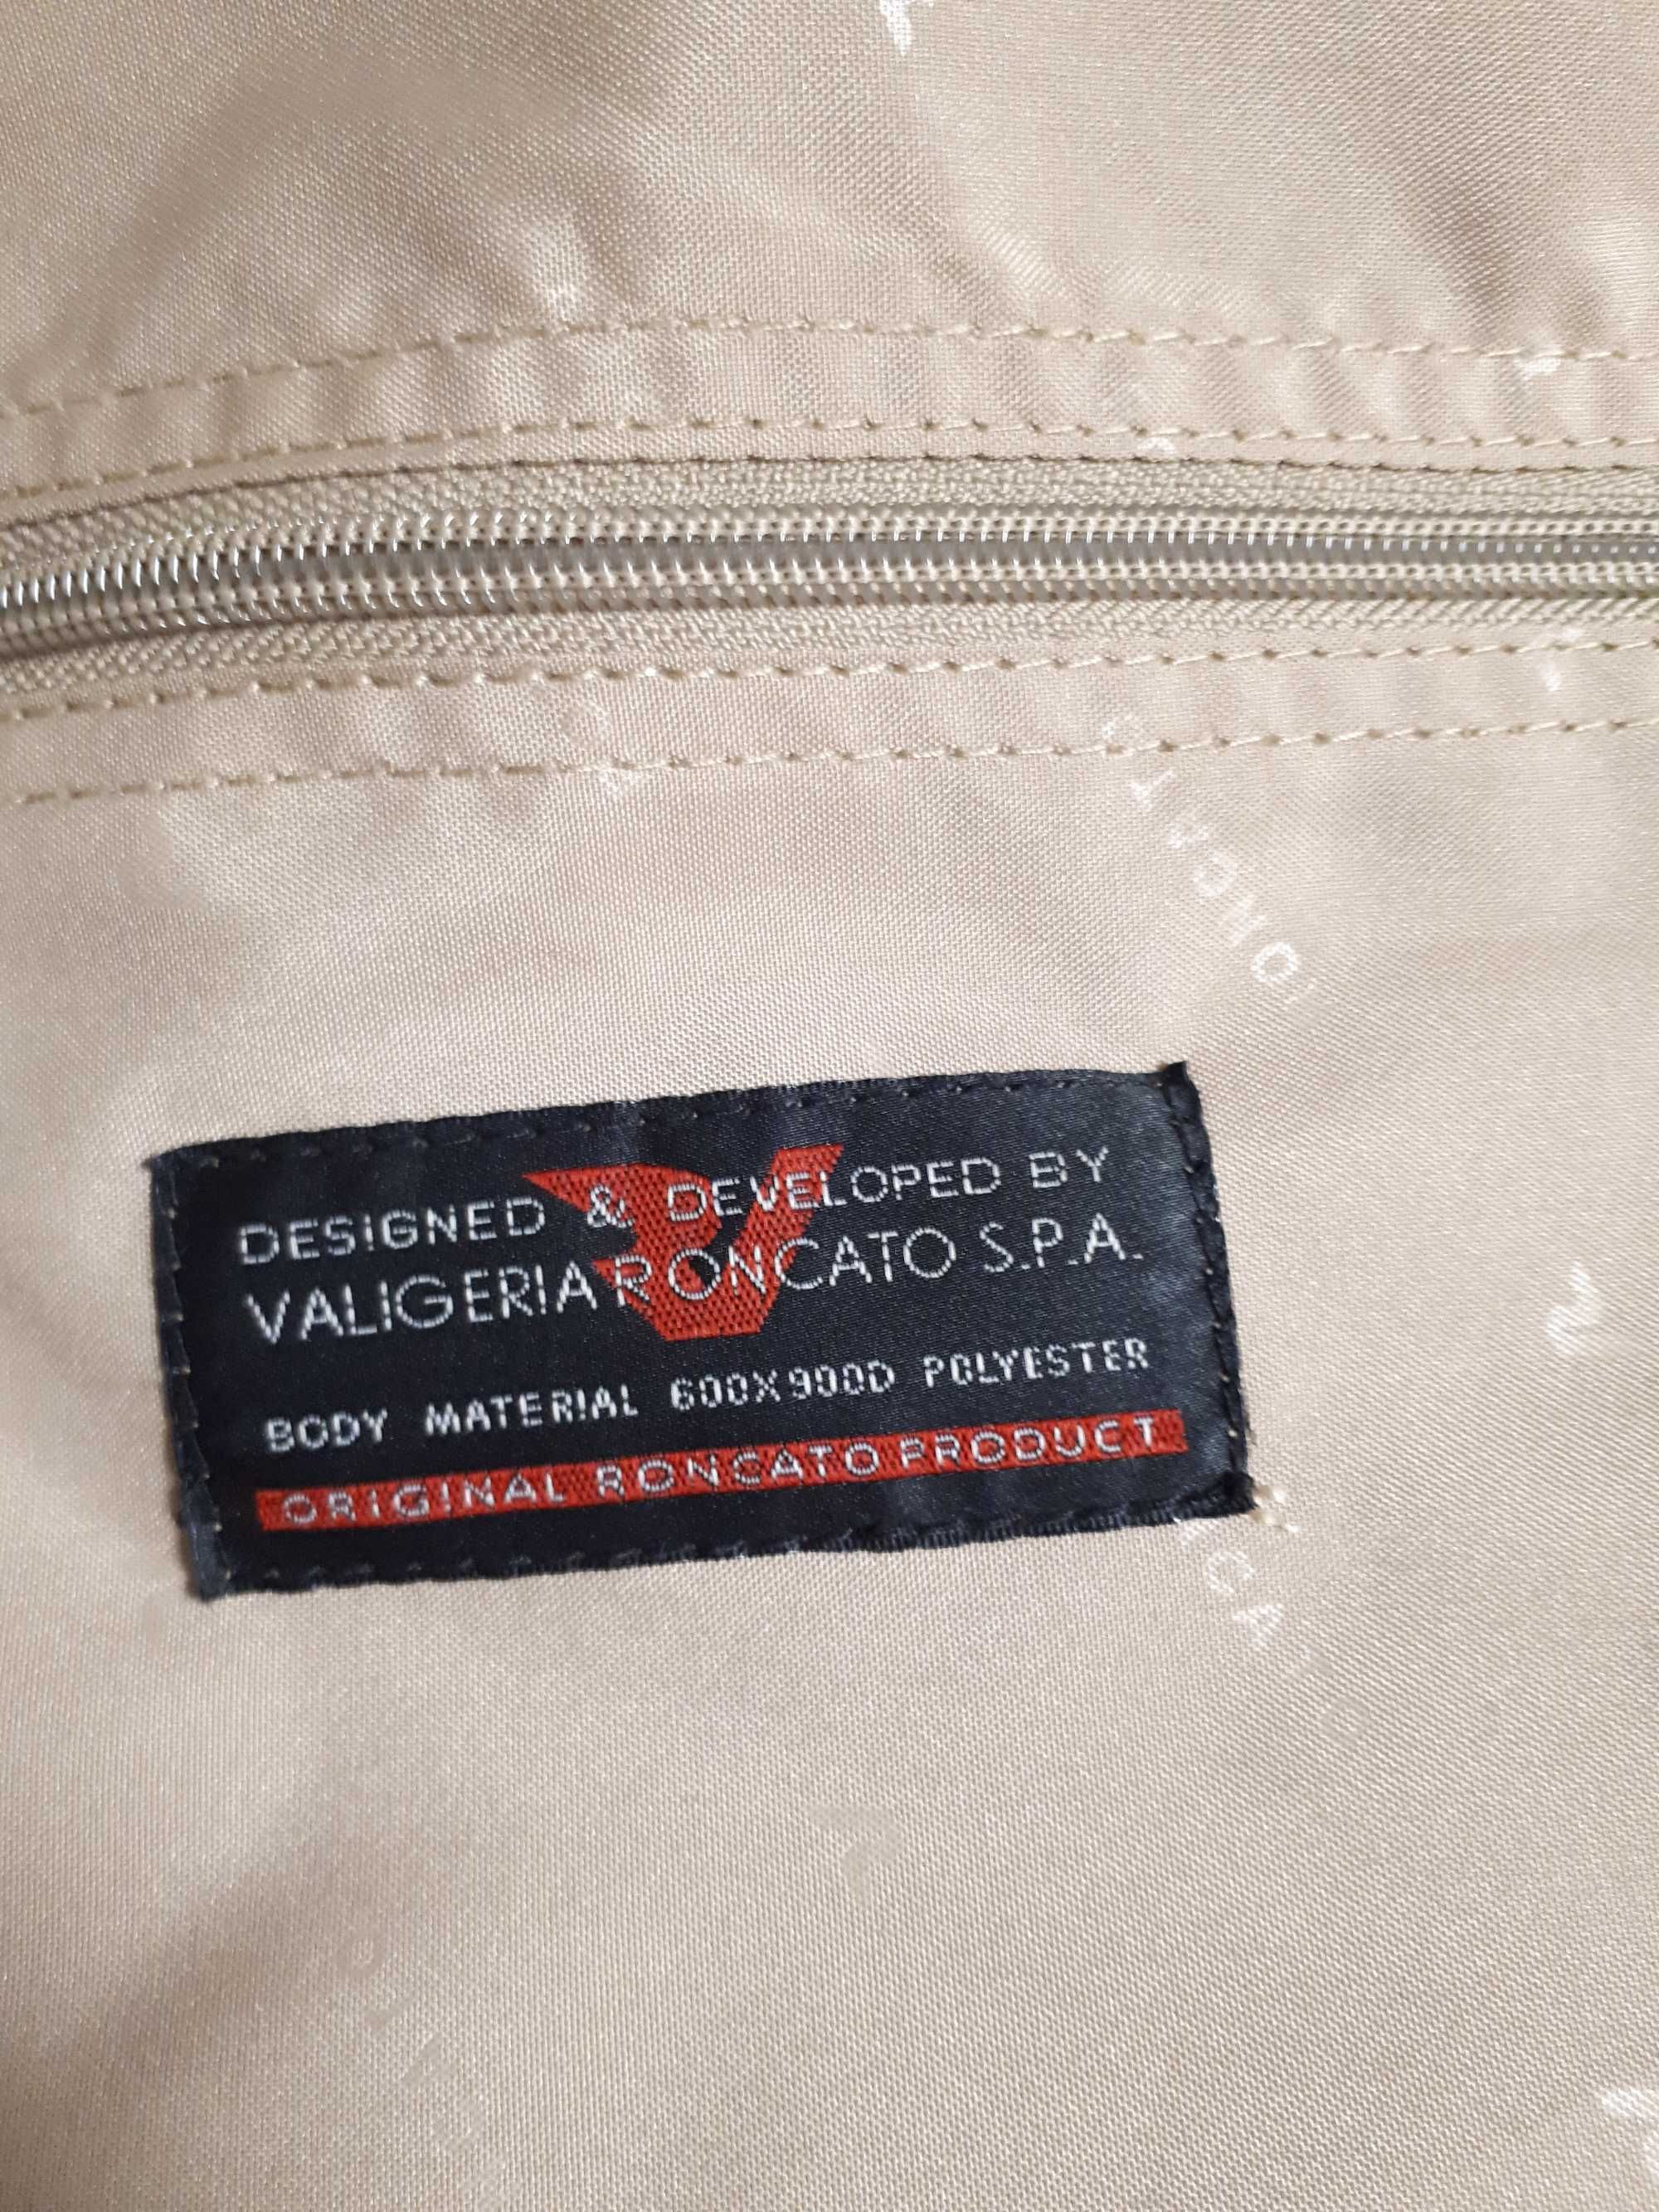 DESIGNED & DEVELOPED BY
VALIGERIA RONCATO S.P.A.
BODY MATERIAL 600X900D POLYESTER
ORIGINAL RONCATO PRODUCT